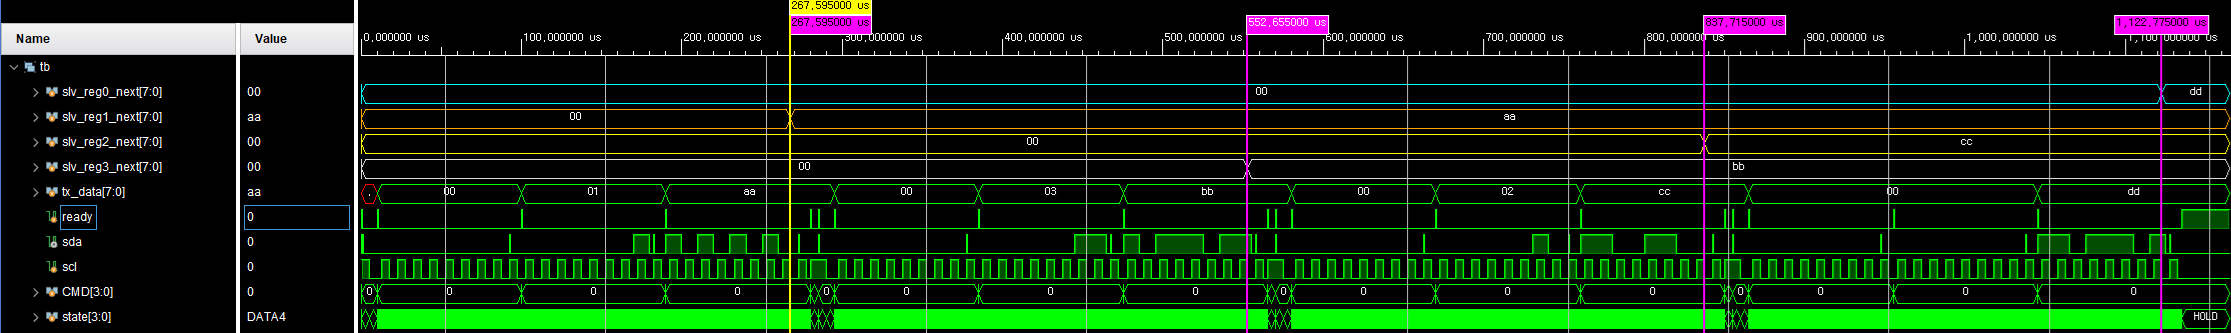 267,595000 us
267,595000 us 552,655000 us 837,715000 us 1,122,775000 us
Name Value 0,000000 us 100,000000 us 200,000000 us 300,000000 us 400,000000 us 500,000000 us 600,000000 us 700,000000 us 800,000000 us 900,000000 us 1,000,000000 us 1,100,000000 us
tb
slv_reg0_next[7:0] 00 00 dd
slv_reg1_next[7:0] aa 00 aa
slv_reg2_next[7:0] 00 00 cc
slv_reg3_next[7:0] 00 00 bb
tx_data[7:0] aa . 00 01 aa 00 03 bb 00 02 cc 00 dd
ready 0
sda 0
scl 0
CMD[3:0] 0 0 0 0 0 0 0 0 0 0 0 0 0 0 0 0 0
state[3:0] DATA4 HOLD